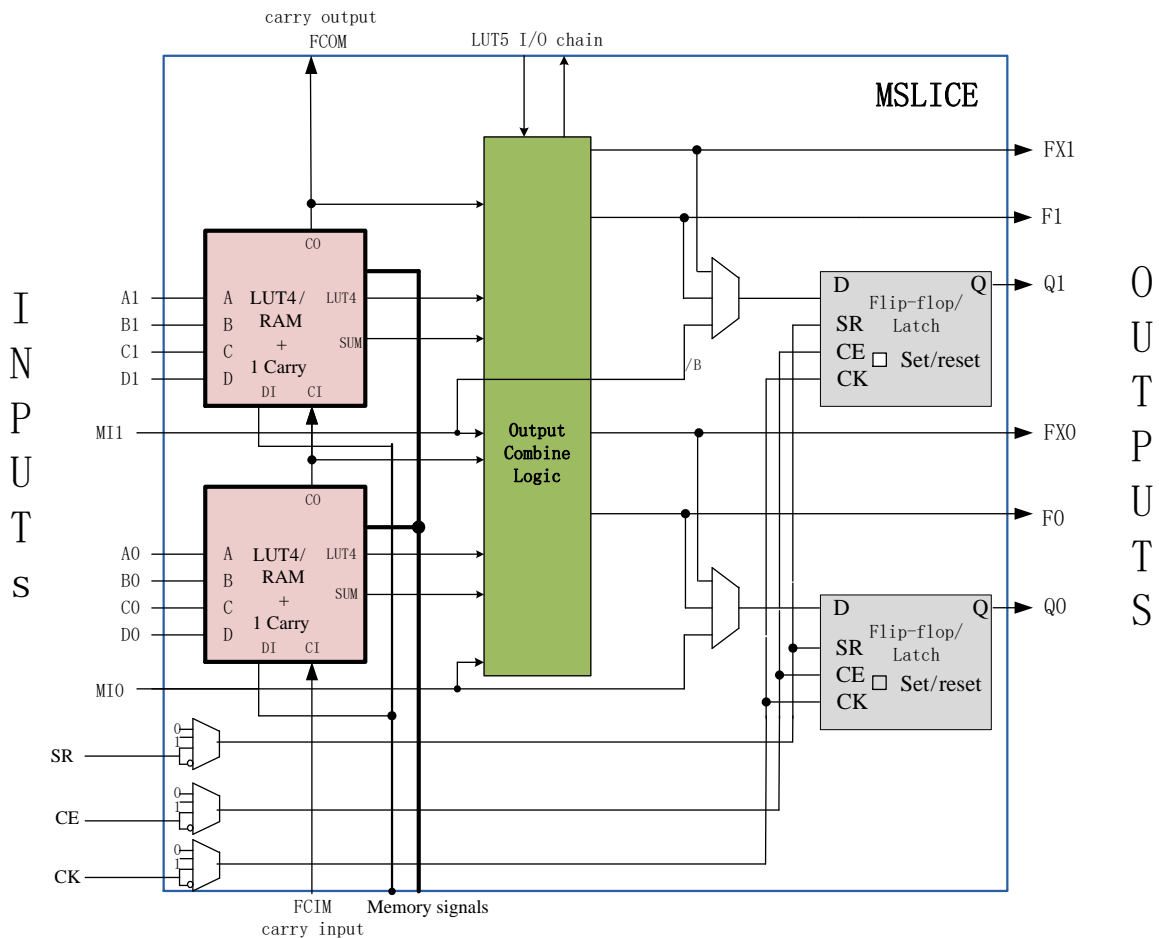 carry output
FCOM
LUT5 I/O chain
MSLICE
FX1
F1
CO
I
N
P
U
T
s
A1
B1
C1
D1
A
B
C
D
LUT4/
RAM
+
1 Carry
LUT4
SUM
DI
CI
/B
D
Q
Flip-flop/
Latch
SR
CE
CK
Set/reset
Q1
O
U
T
P
U
T
S
MI1
Output
Combine
Logic
FX0
CO
F0
A0
B0
C0
D0
A
B
C
D
LUT4/
RAM
+
1 Carry
LUT4
SUM
DI
CI
D
Q
Flip-flop/
Latch
SR
CE
CK
Set/reset
Q0
MI0
0
1
SR
0
1
CE
0
1
CK
FCIM
carry input
Memory signals